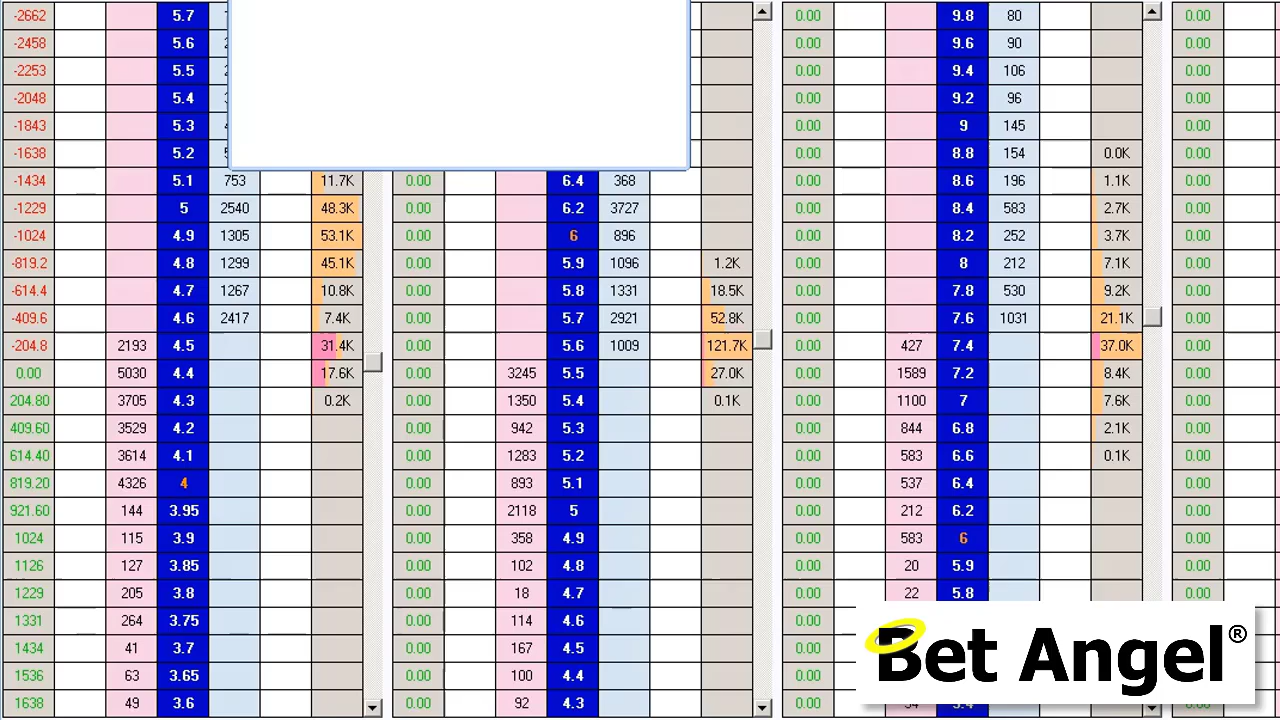 -2662 5.7 0.00 9.8 80 0.00
-2458 5.6 0.00 9.6 90 0.00
-2253 5.5 0.00 9.4 106 0.00
-2048 5.4 0.00 9.2 96 0.00
-1843 5.3 0.00 9 145 0.00
-1638 5.2 0.00 8.8 154 0.0K 0.00
-1434 5.1 753 11.7K 0.00 6.4 368 0.00 8.6 196 1.1K 0.00
-1229 5 2540 48.3K 0.00 6.2 3727 0.00 8.4 583 2.7K 0.00
-1024 4.9 1305 53.1K 0.00 6 896 0.00 8.2 252 3.7K 0.00
-819.2 4.8 1299 45.1K 0.00 5.9 1096 1.2K 0.00 8 212 7.1K 0.00
-614.4 4.7 1267 10.8K 0.00 5.8 1331 18.5K 0.00 7.8 530 9.2K 0.00
-409.6 4.6 2417 7.4K 0.00 5.7 2921 52.8K 0.00 7.6 1031 21.1K 0.00
-204.8 2193 4.5 31.4K 0.00 5.6 1009 121.7K 0.00 427 7.4 37.0K 0.00
0.00 5030 4.4 17.6K 0.00 3245 5.5 27.0K 0.00 1589 7.2 8.4K 0.00
204.80 3705 4.3 0.2K 0.00 1350 5.4 0.1K 0.00 1100 7 7.6K 0.00
409.60 3529 4.2 0.00 942 5.3 0.00 844 6.8 2.1K 0.00
614.40 3614 4.1 0.00 1283 5.2 0.00 583 6.6 0.1K 0.00
819.20 4326 4 0.00 893 5.1 0.00 537 6.4 0.00
921.60 144 3.95 0.00 2118 5 0.00 212 6.2 0.00
1024 115 3.9 0.00 358 4.9 0.00 583 6 0.00
1126 127 3.85 0.00 102 4.8 0.00 20 5.9 0.00
1229 205 3.8 0.00 18 4.7 0.00 22 5.8 0.00
1331 264 3.75 0.00 114 4.6 0.00
1434 41 3.7 0.00 167 4.5 0.00
1536 63 3.65 0.00 100 4.4 0.00
1638 49 3.6 0.00 92 4.3 0.00
Bet Angel®